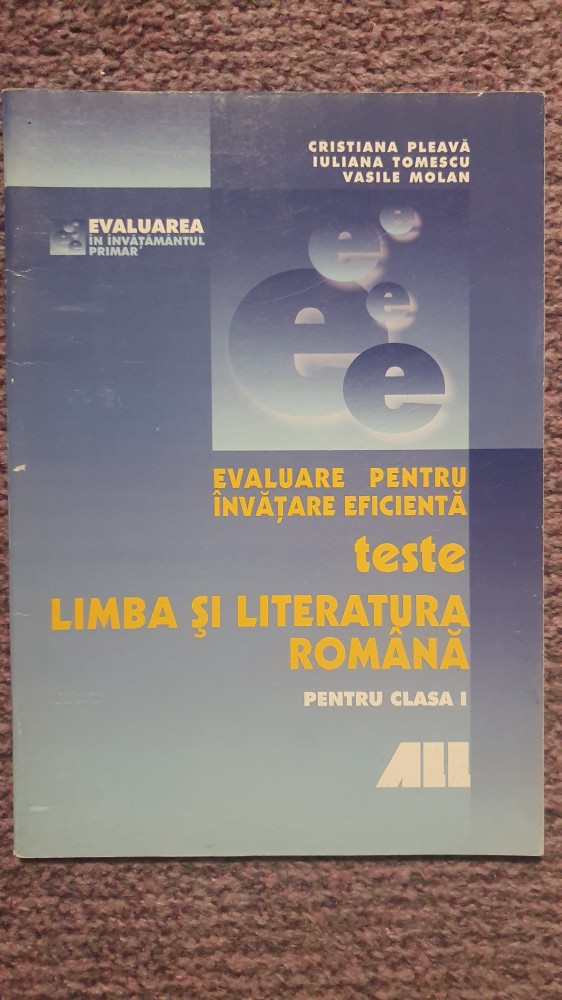 CRISTIANA PLEAVĂ
IULIANA TOMESCU
VASILE MOLAN
EVALUAREA
ÎN ÎNVĂȚĂMÂNTUL
PRIMAR
e
e
e
e
e
EVALUARE PENTRU
ÎNVĂȚARE EFICIENTĂ
teste
LIMBA ȘI LITERATURA
ROMÂNĂ
PENTRU CLASA I
ALL